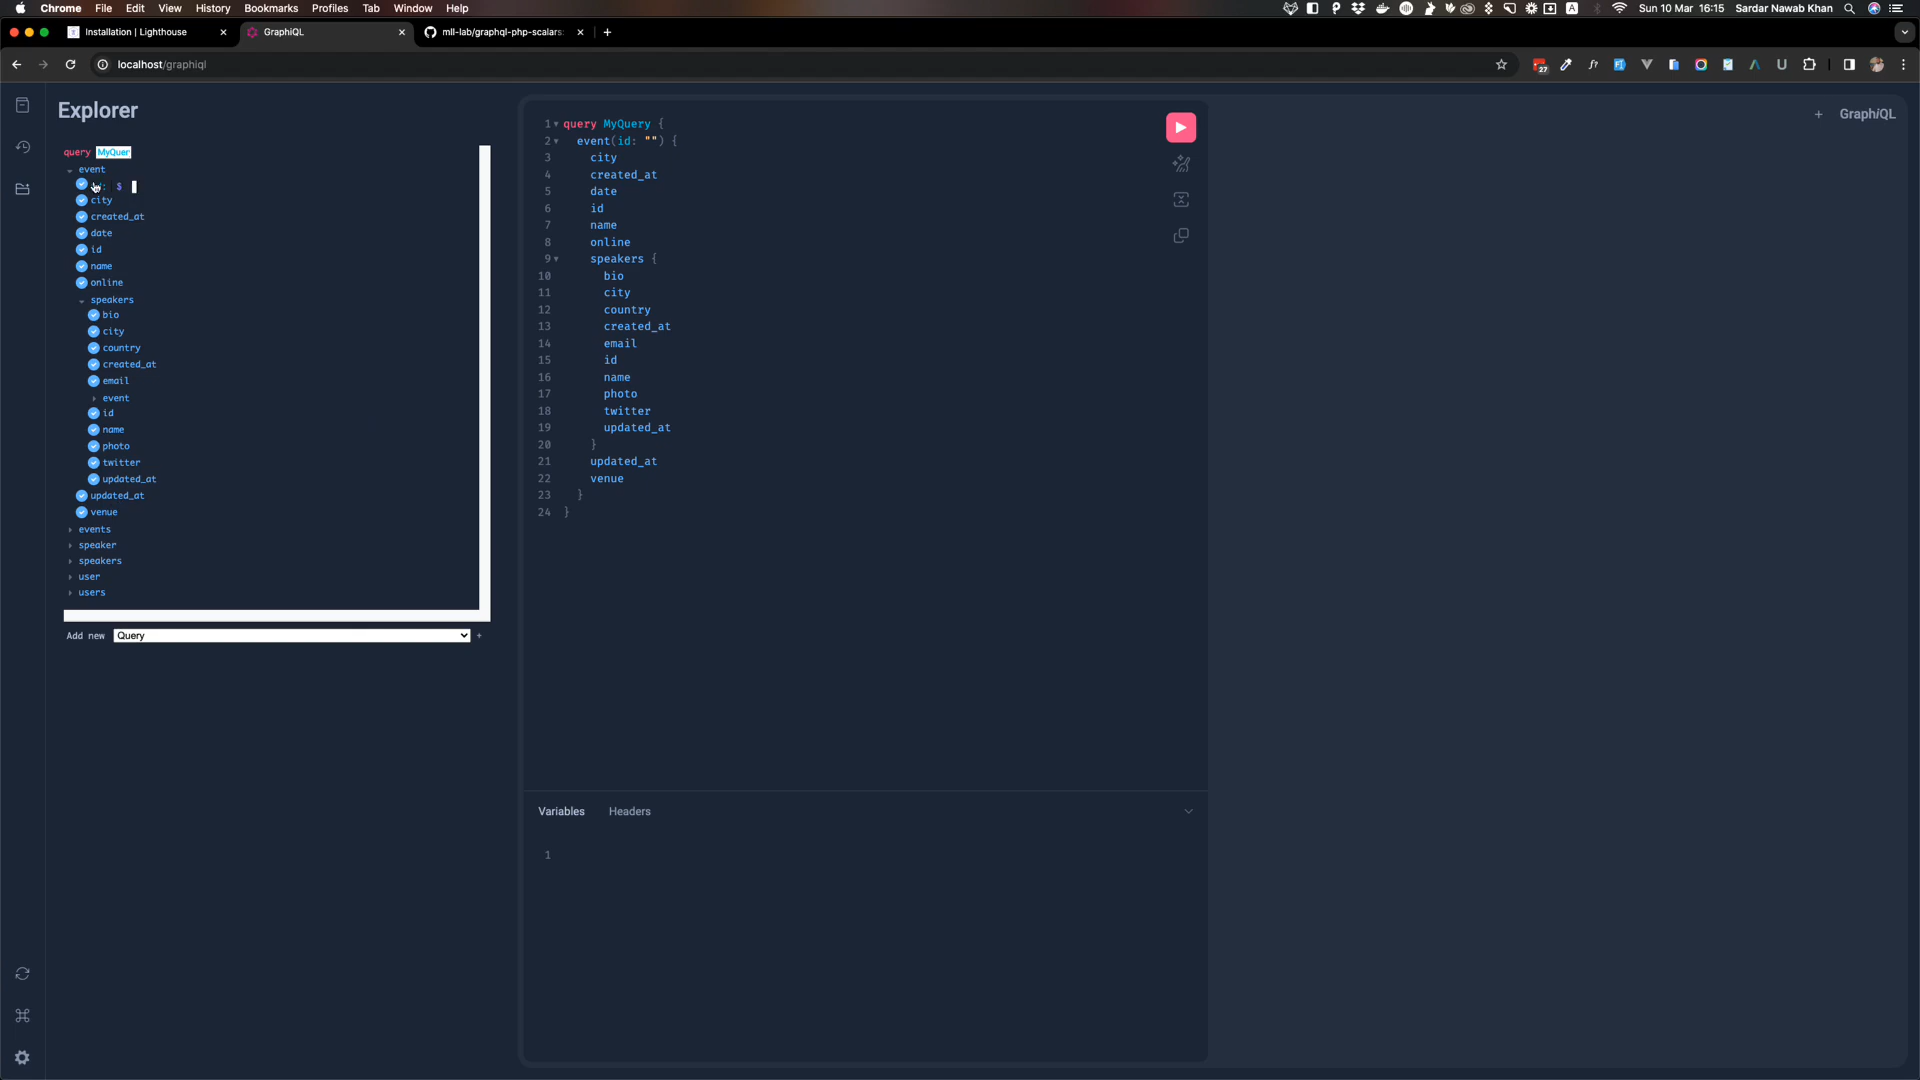 Chrome File Edit View History Bookmarks Profiles Tab Window Help Sun 10 Mar 16:15 Sardar Nawab Khan
Installation | Lighthouse GraphiQL mll-lab/graphql-php-scalars:
localhost/graphiql 27
Explorer
query MyQuer
event
$
city
created_at
date
id
name
online
speakers
bio
city
country
created_at
email
event
id
name
photo
twitter
updated_at
updated_at
venue
events
speaker
speakers
user
users
Add new Query +
1 query MyQuery {
2 event(id: "") {
3 city
4 created_at
5 date
6 id
7 name
8 online
9 speakers {
10 bio
11 city
12 country
13 created_at
14 email
15 id
16 name
17 photo
18 twitter
19 updated_at
20 }
21 updated_at
22 venue
23 }
24 }
Variables Headers
1
+ GraphiQL